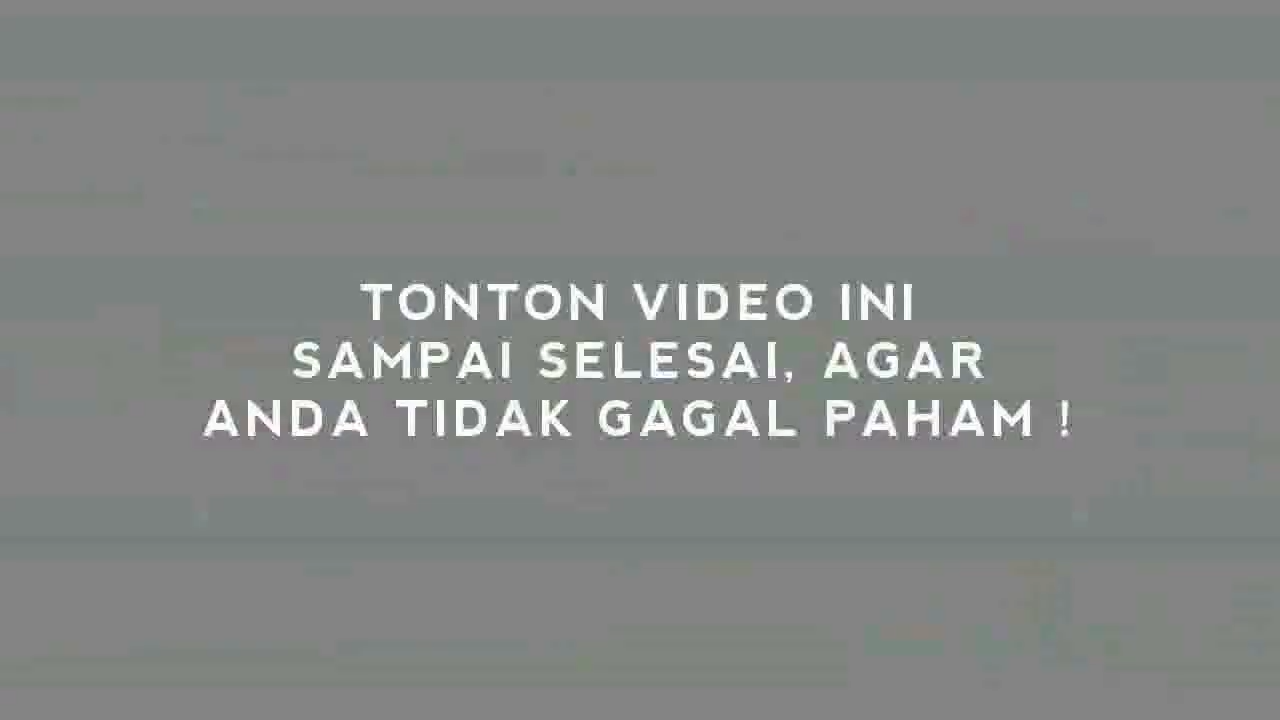 TONTON VIDEO INI
SAMPAI SELESAI, AGAR
ANDA TIDAK GAGAL PAHAM !